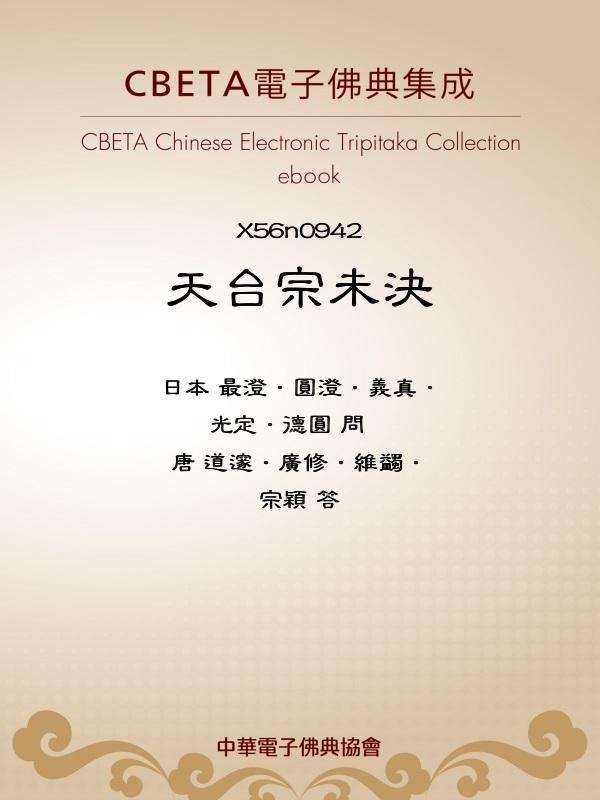 CBETA電子佛典集成
CBETA Chinese Electronic Tripitaka Collection
ebook
X56n0942
天台宗未決
日本 最澄．圓澄．義真．
光定．德圓 問
唐 道邃．廣修．維蠲．
宗穎 答
中華電子佛典協會